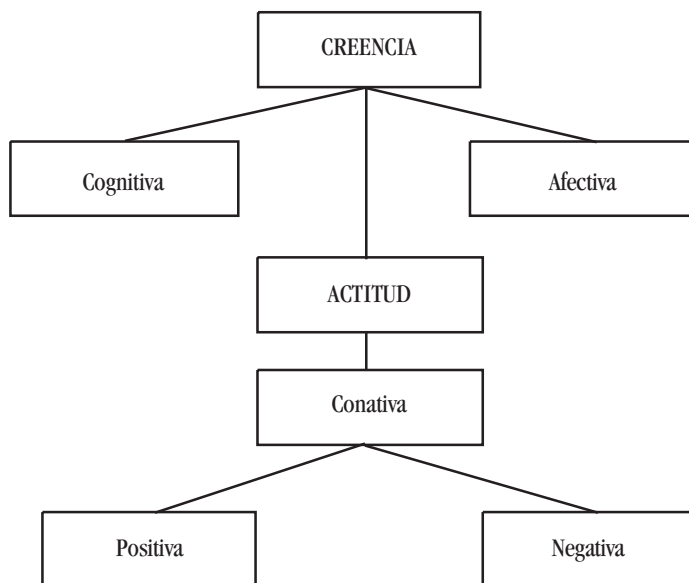 CREENCIA
Cognitiva
Afectiva
ACTITUD
Conativa
Positiva
Negativa